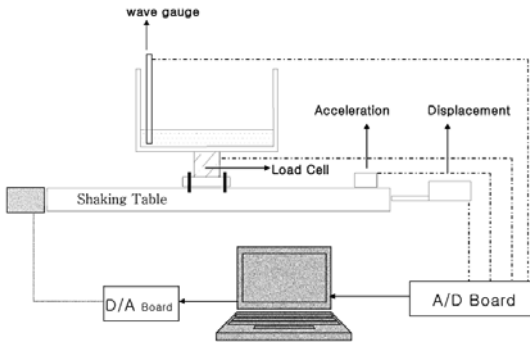 wave gauge
Acceleration
Displacement
Load Cell
Shaking Table
D/A Board
A/D Board